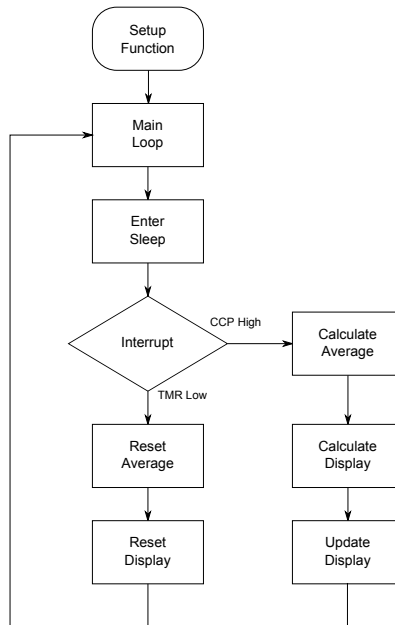 Setup
Function
Main
Loop
Enter
Sleep
Interrupt
CCP High
Calculate
Average
TMR Low
Reset
Average
Calculate
Display
Reset
Display
Update
Display